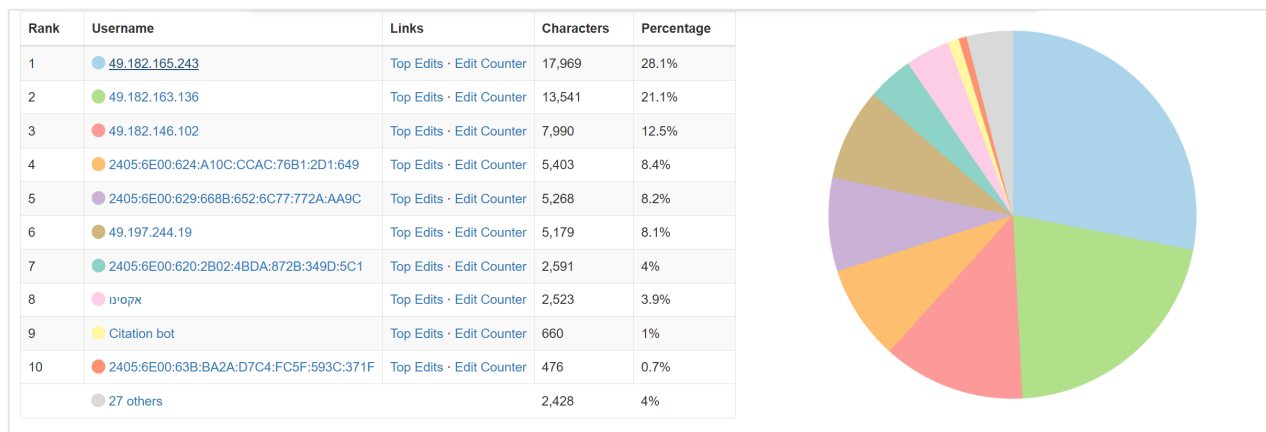 Rank Username Links Characters Percentage
1 49.182.165.243 Top Edits · Edit Counter 17,969 28.1%
2 49.182.163.136 Top Edits · Edit Counter 13,541 21.1%
3 49.182.146.102 Top Edits · Edit Counter 7,990 12.5%
4 2405:6E00:624:A10C:CCAC:76B1:2D1:649 Top Edits · Edit Counter 5,403 8.4%
5 2405:6E00:629:668B:652:6C77:772A:AA9C Top Edits · Edit Counter 5,268 8.2%
6 49.197.244.19 Top Edits · Edit Counter 5,179 8.1%
7 2405:6E00:620:2B02:4BDA:872B:349D:5C1 Top Edits · Edit Counter 2,591 4%
8 אקסינו Top Edits · Edit Counter 2,523 3.9%
9 Citation bot Top Edits · Edit Counter 660 1%
10 2405:6E00:63B:BA2A:D7C4:FC5F:593C:371F Top Edits · Edit Counter 476 0.7%
27 others 2,428 4%